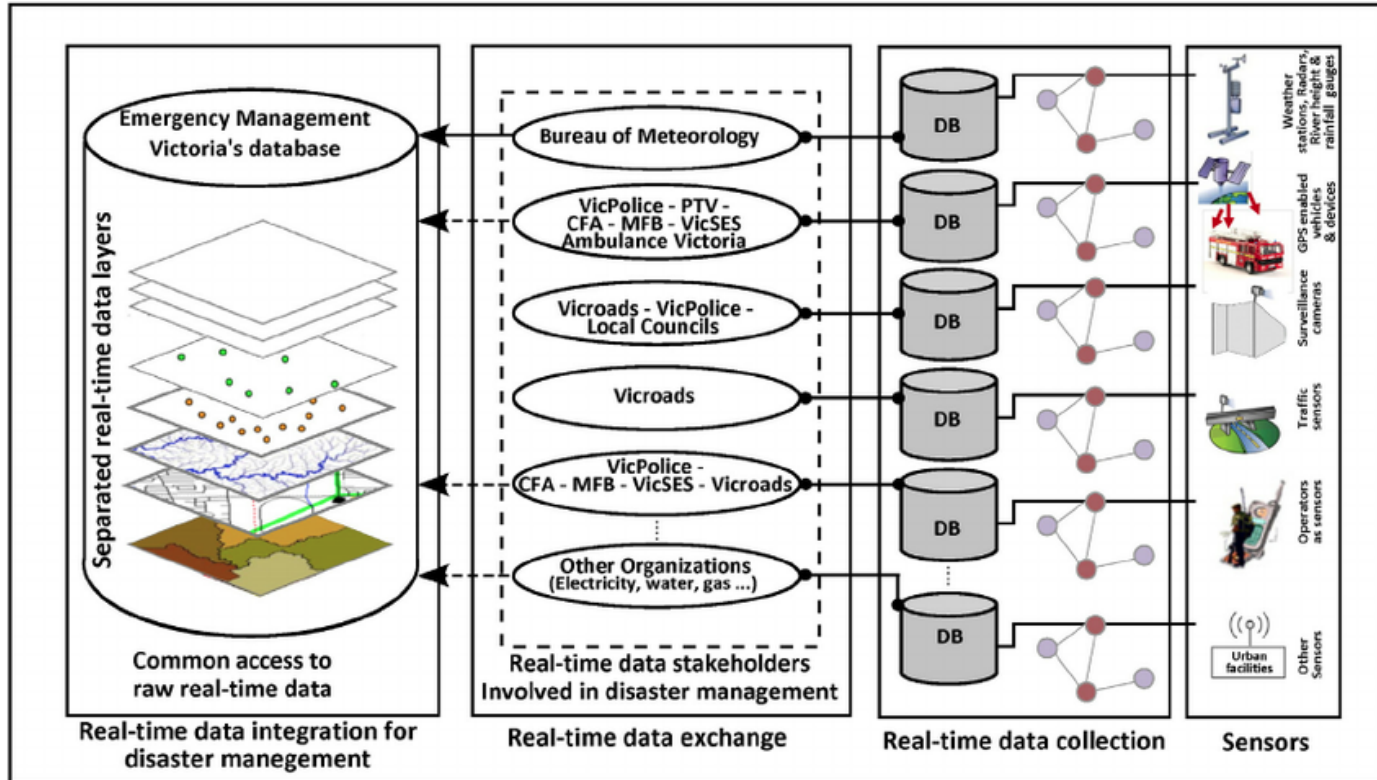 Emergency Management
Victoria's database
Separated real-time data layers
Common access to
raw real-time data
Real-time data integration for
disaster manegement
Bureau of Meteorology
VicPolice - PTV -
CFA - MFB - VicSES
Ambulance Victoria
Vicroads - VicPolice -
Local Councils
Vicroads
VicPolice -
CFA - MFB - VicSES - Vicroads
Other Organizations
(Electricity, water, gas ...)
Real-time data stakeholders
Involved in disaster management
Real-time data exchange
DB
DB
DB
DB
DB
DB
Real-time data collection
Weather
stations, Radars,
River height &
rainfall gauges
GPS enabled
vehicles
& devices
Surveillance
cameras
Traffic
sensors
Operators
as sensors
Urban
facilities
Other
Sensors
Sensors